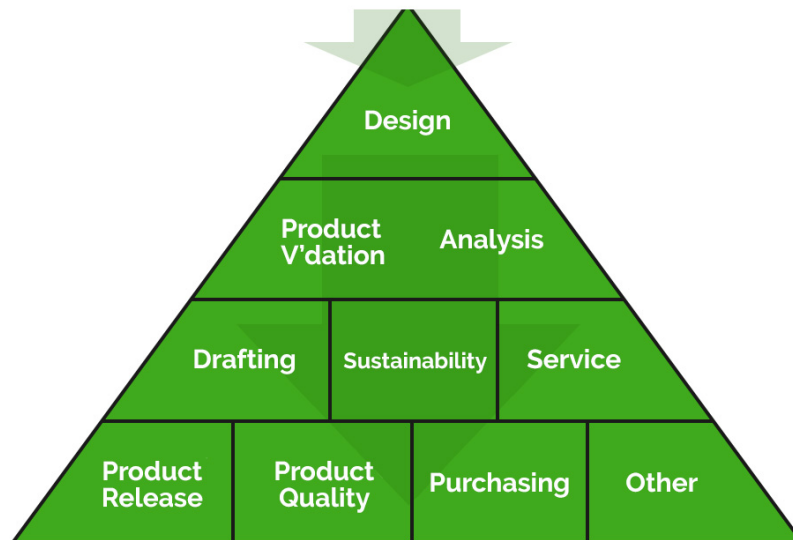 Design
Product
V'dation
Analysis
Drafting
Sustainability
Service
Product
Release
Product
Quality
Purchasing
Other